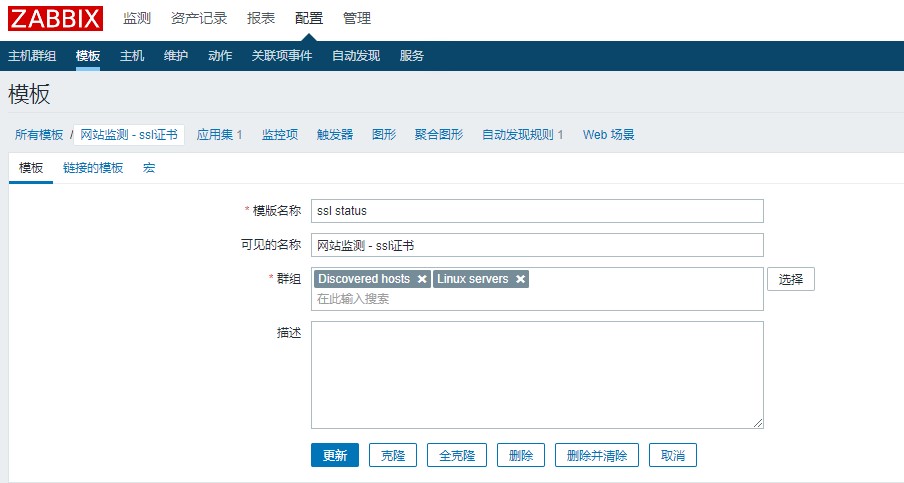 ZABBIX 监测 资产记录 报表 配置 管理
主机群组 模板 主机 维护 动作 关联项事件 自动发现 服务
模板
所有模板 / 网站监测 - ssl证书 应用集 1 监控项 触发器 图形 聚合图形 自动发现规则 1 Web 场景
模板 链接的模板 宏
* 模版名称 ssl status
可见的名称 网站监测 - ssl证书
* 群组 Discovered hosts Linux servers 选择
在此输入搜索
描述
更新 克隆 全克隆 删除 删除并清除 取消